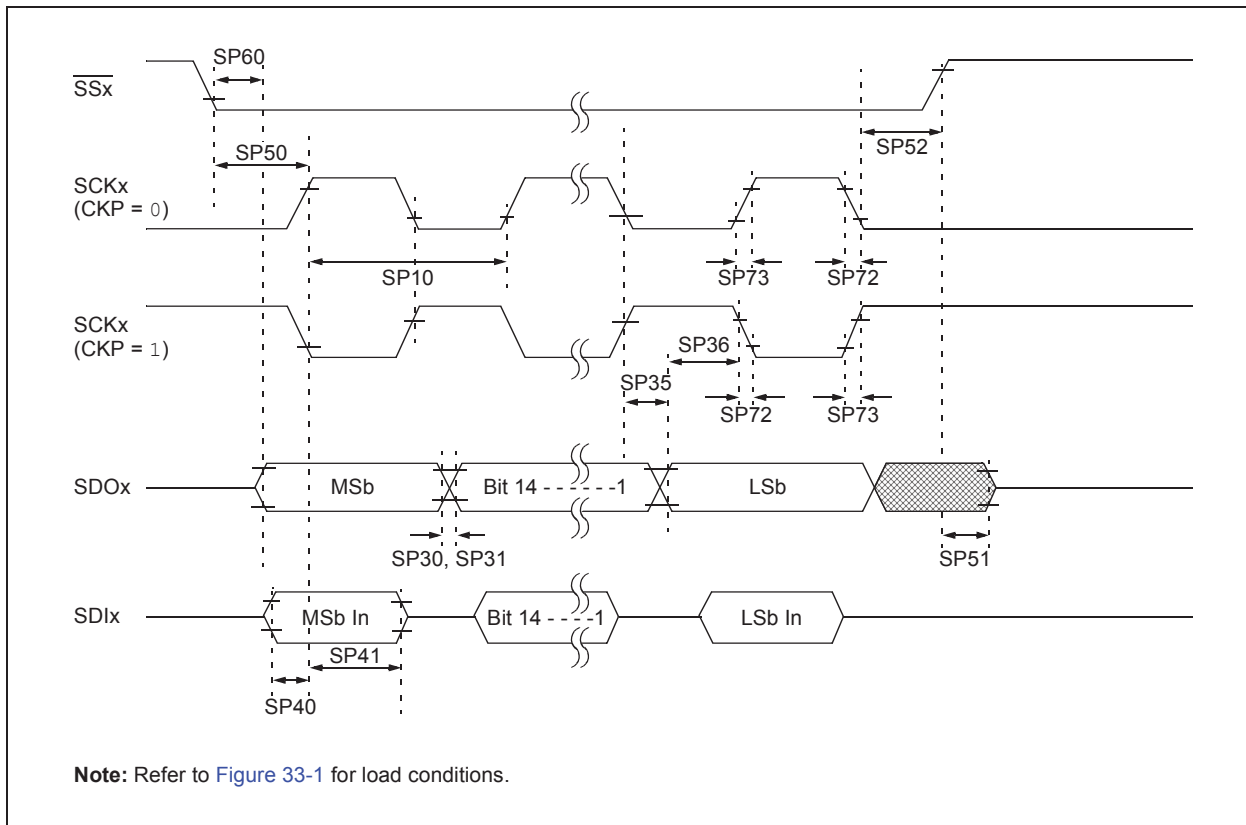 SP60
SSx
SP50
SP52
SCKx
(CKP = 0)
SP10
SP73
SP72
SCKx
(CKP = 1)
SP36
SP35
SP72
SP73
SDOx
MSb
Bit 14 - - - - - -1
LSb
SP30, SP31
SP51
SDIx
MSb In
Bit 14 - - - -1
LSb In
SP41
SP40
Note: Refer to Figure 33-1 for load conditions.